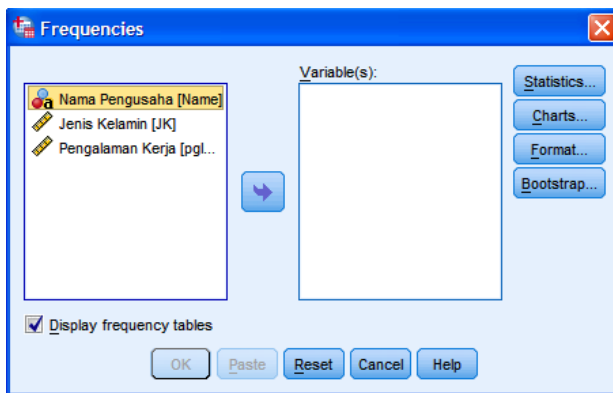 Frequencies
Variable(s):
Nama Pengusaha [Name]
Jenis Kelamin [JK]
Pengalaman Kerja [pgl...
Statistics...
Charts...
Format...
Bootstrap...
Display frequency tables
OK
Paste
Reset
Cancel
Help